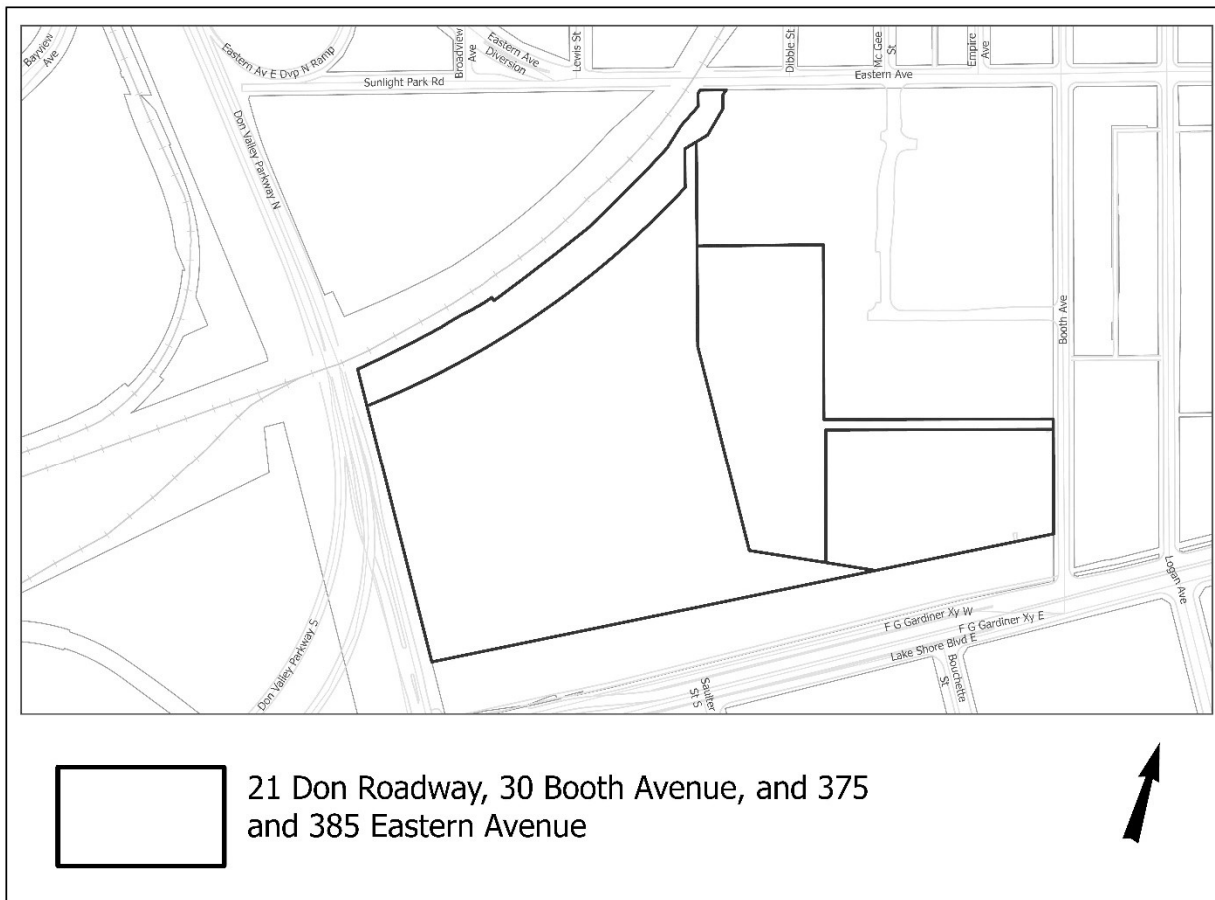 Bayview
Ave
Eastern Av E Dvp N Ramp
Broadview
Ave
Eastern Ave
Diversion
Lewis St
Dibble St
Mc Gee
St
Empire
Ave
Sunlight Park Rd
Eastern Ave
Don Valley Parkway N
Booth Ave
Logan Ave
F G Gardiner Xy W
F G Gardiner Xy E
Lake Shore Blvd E
Don Valley Parkway S
Saulter
St S
Bouchette
St
21 Don Roadway, 30 Booth Avenue, and 375
and 385 Eastern Avenue